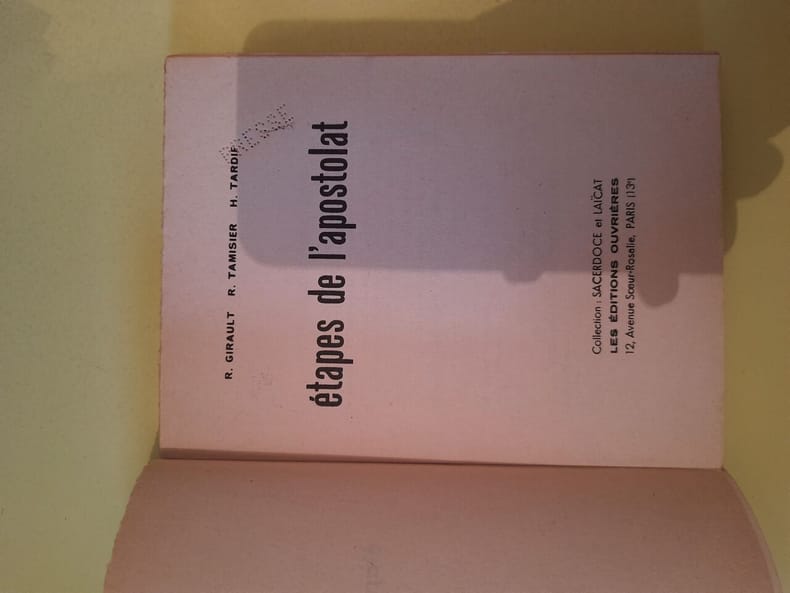 R. GIRAULT R. TAMISIER H. TARDIF
PRESSE
étapes de l'apostolat
Collection : SACERDOCE et LAÏCAT
LES ÉDITIONS OUVRIÈRES
12, Avenue Sœur-Rosalie, PARIS (13e)